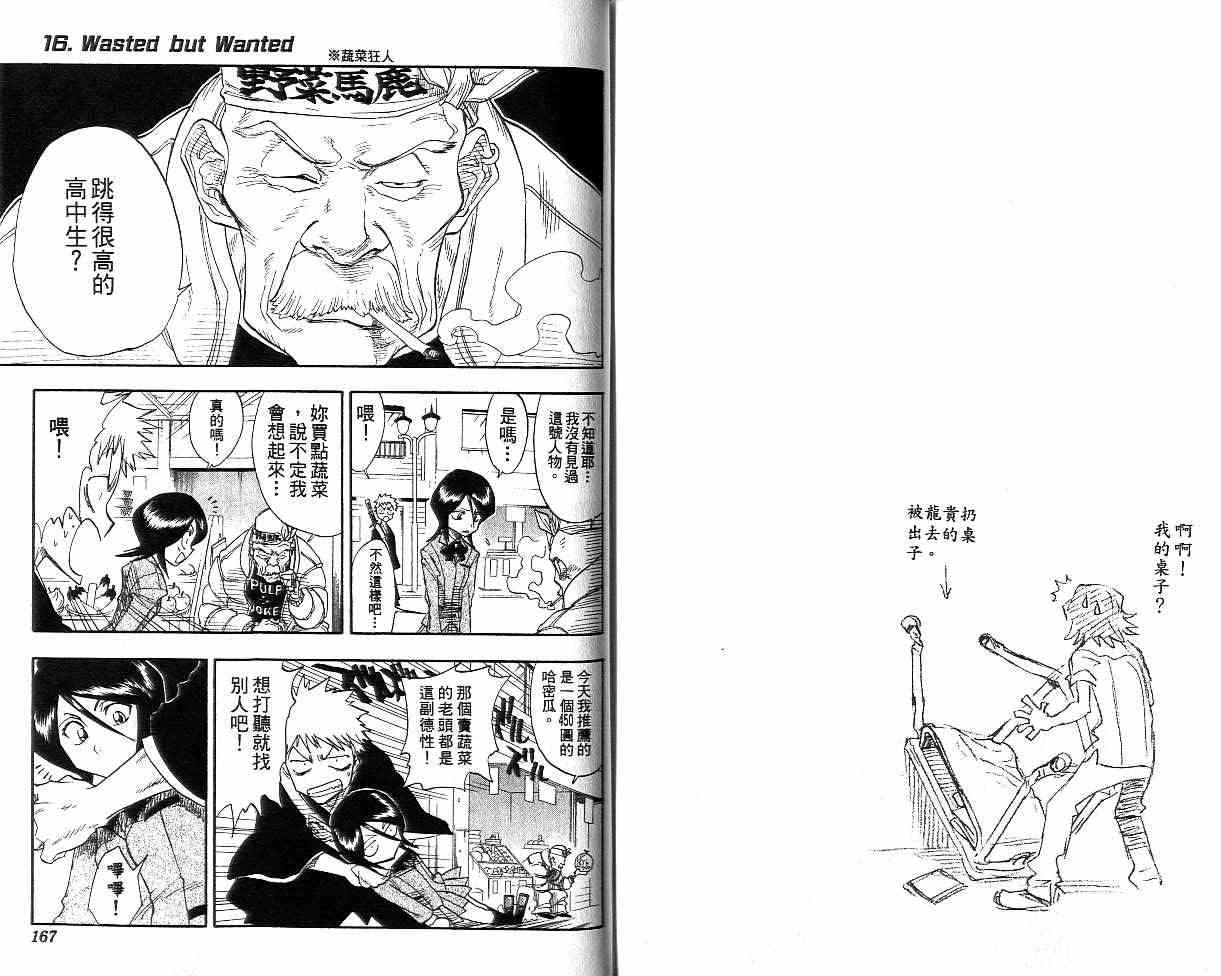 16. Wasted but Wanted
※蔬菜狂人
野菜馬鹿
跳得很高的
高中生？
不知道耶…
我沒有見過
這號人物。
是嗎…
喂！
不然這樣吧…
妳買點蔬菜
，說不定我
會想起來…
真的嗎！
喂！
PULP
JOKE
今天我推薦的
是一個450圓的
哈密瓜。
那個賣蔬菜
的老頭都是
這副德性！
想打聽就找
別人吧！
ズルズル
嗶嗶！
167
啊啊！
我的桌子？
扔桌
貴的
龍去。
被出子